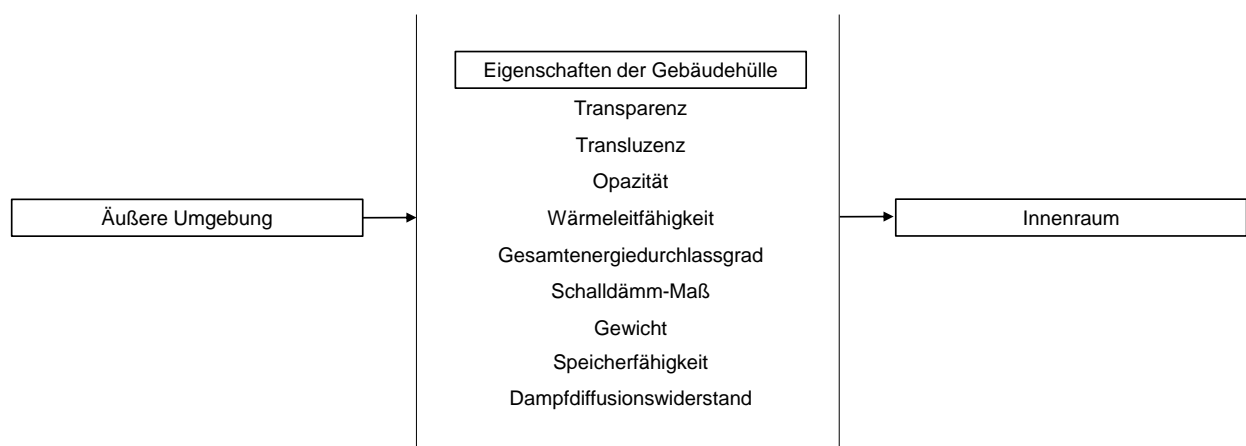 Eigenschaften der Gebäudehülle
Transparenz
Transluzenz
Opazität
Äußere Umgebung
Wärmeleitfähigkeit
Innenraum
Gesamtenergiedurchlassgrad
Schalldämm-Maß
Gewicht
Speicherfähigkeit
Dampfdiffusionswiderstand